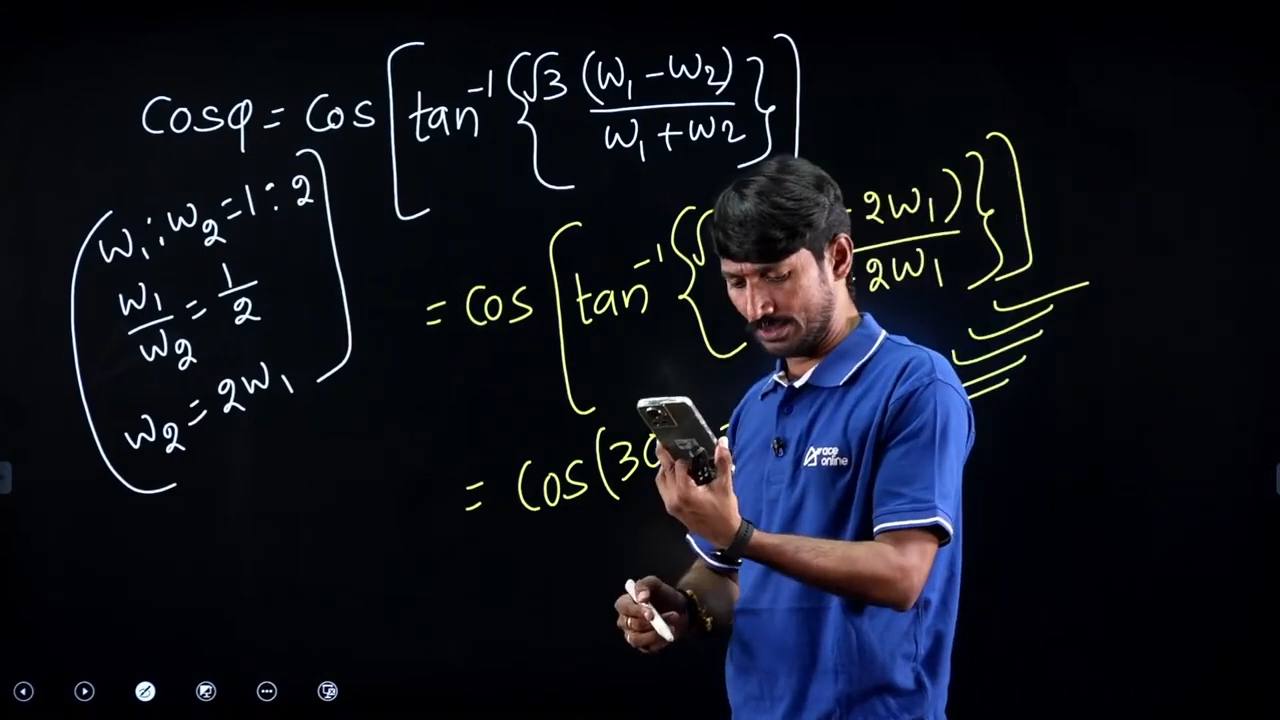 Cosφ = Cos [tan⁻¹ {√3 (W₁ - W₂) / W₁ + W₂}]
W₁ : W₂ = 1 : 2
W₁ / W₂ = 1 / 2
W₂ = 2W₁
= Cos [tan⁻¹ {√ - 2W₁) / 2W₁}]
= Cos(30
race
online